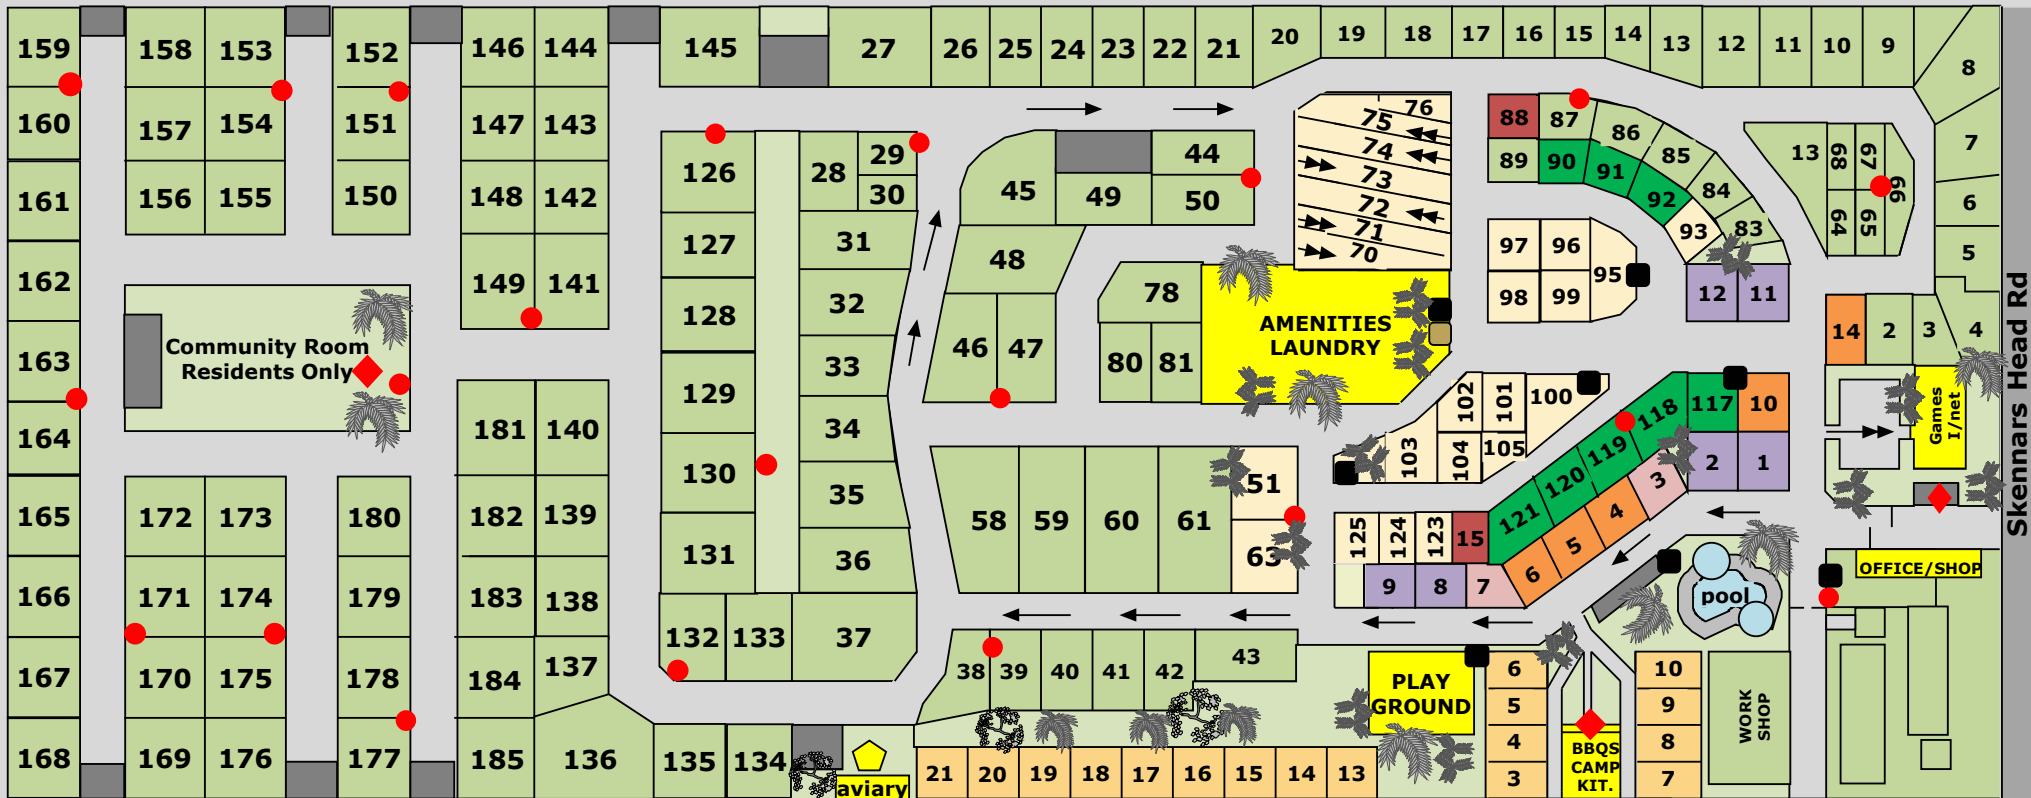 159 158 153 152 146 144 145 27 26 25 24 23 22 21 20 19 18 17 16 15 14 13 12 11 10 9 8
160 157 154 151 147 143
161 156 155 150 148 142
162 149 141
163
164
Community Room
Residents Only
181 140
165 172 173 180 182 139
166 171 174 179 183 138
167 170 175 178 184 137
168 169 176 177 185 136 135 134
126 28 29
30
127 31
128 32
129 33
130 34
131 35
36
132 133 37
45 44
49 50
48
46 47
78
80 81
AMENITIES
LAUNDRY
76
75
74
73
72
71
70
88 87 86 85 84 83
89 90 91 92 93
97 96 95
98 99
12 11
13 68 67 66
64 65
7
6
5
14 2 3 4
Games
I/net
Skennars Head Rd
102 101 100
103 104 105
118 117 10
119 2 1
120 3
121 4
5
6
125 124 123 15
9 8 7
58 59 60 61 51
63
38 39 40 41 42 43
pool
OFFICE/SHOP
PLAY
GROUND
6
5
4
3
10
9
8
7
WORK
SHOP
BBQS
CAMP
KIT.
aviary
21 20 19 18 17 16 15 14 13